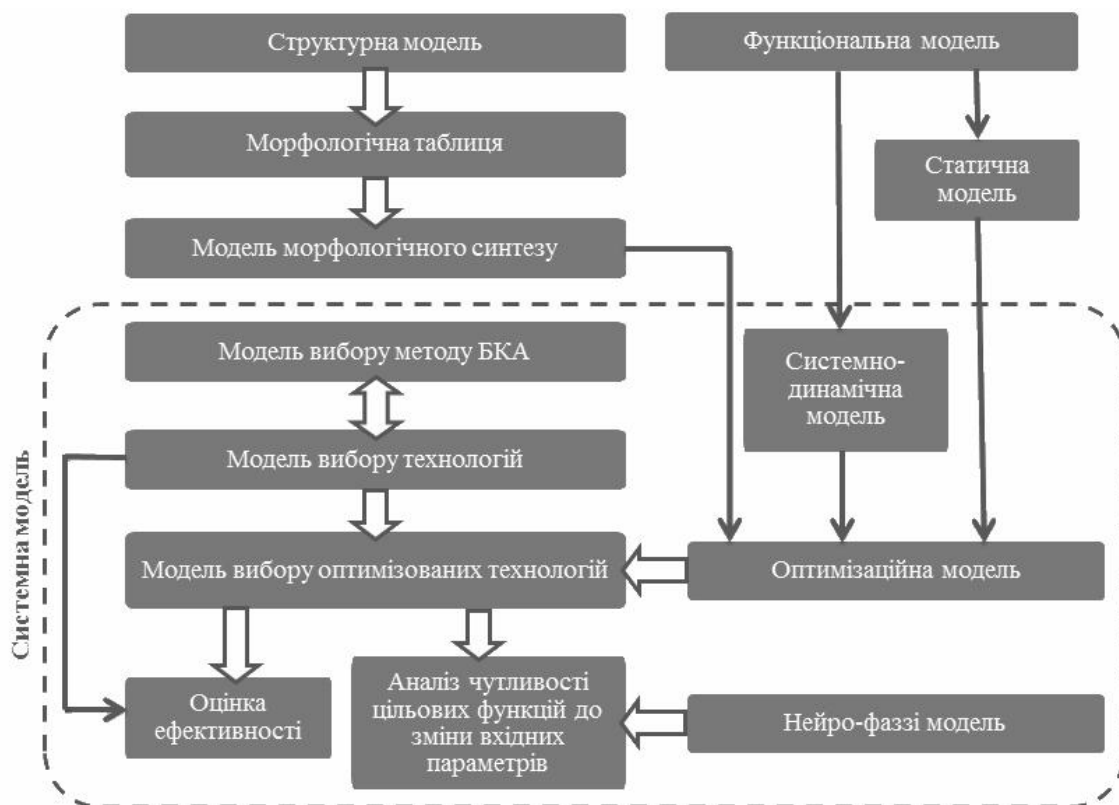 Структурна модель
Функціональна модель
Морфологічна таблиця
Статична
модель
Модель морфологічного синтезу
Модель вибору методу БКА
Системно-
динамічна
модель
Модель вибору технологій
Системна модель
Модель вибору оптимізованих технологій
Оптимізаційна модель
Оцінка
ефективності
Аналіз чутливості
цільових функцій до
зміни вхідних
параметрів
Нейро-фаззі модель